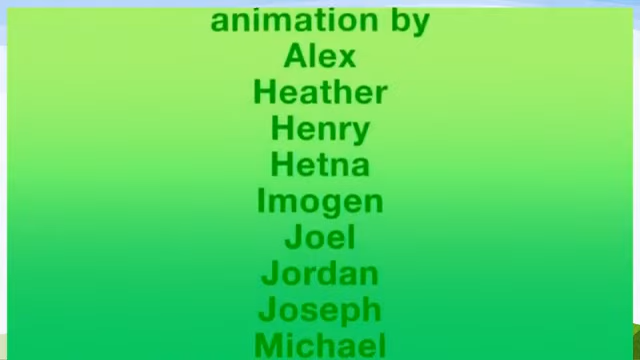 animation by
Alex
Heather
Henry
Hetna
Imogen
Joel
Jordan
Joseph
Michael